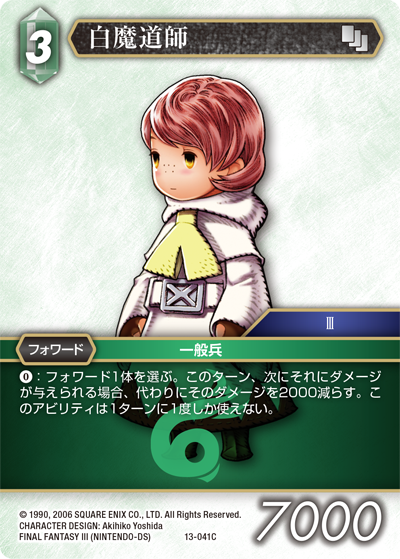 3
白魔道師
III
フォワード
一般兵
0：フォワード1体を選ぶ。このターン、次にそれにダメージ
が与えられる場合、代わりにそのダメージを2000減らす。こ
のアビリティは1ターンに1度しか使えない。
© 1990, 2006 SQUARE ENIX CO., LTD. All Rights Reserved.
CHARACTER DESIGN: Akihiko Yoshida
FINAL FANTASY III (NINTENDO-DS)
13-041C
7000